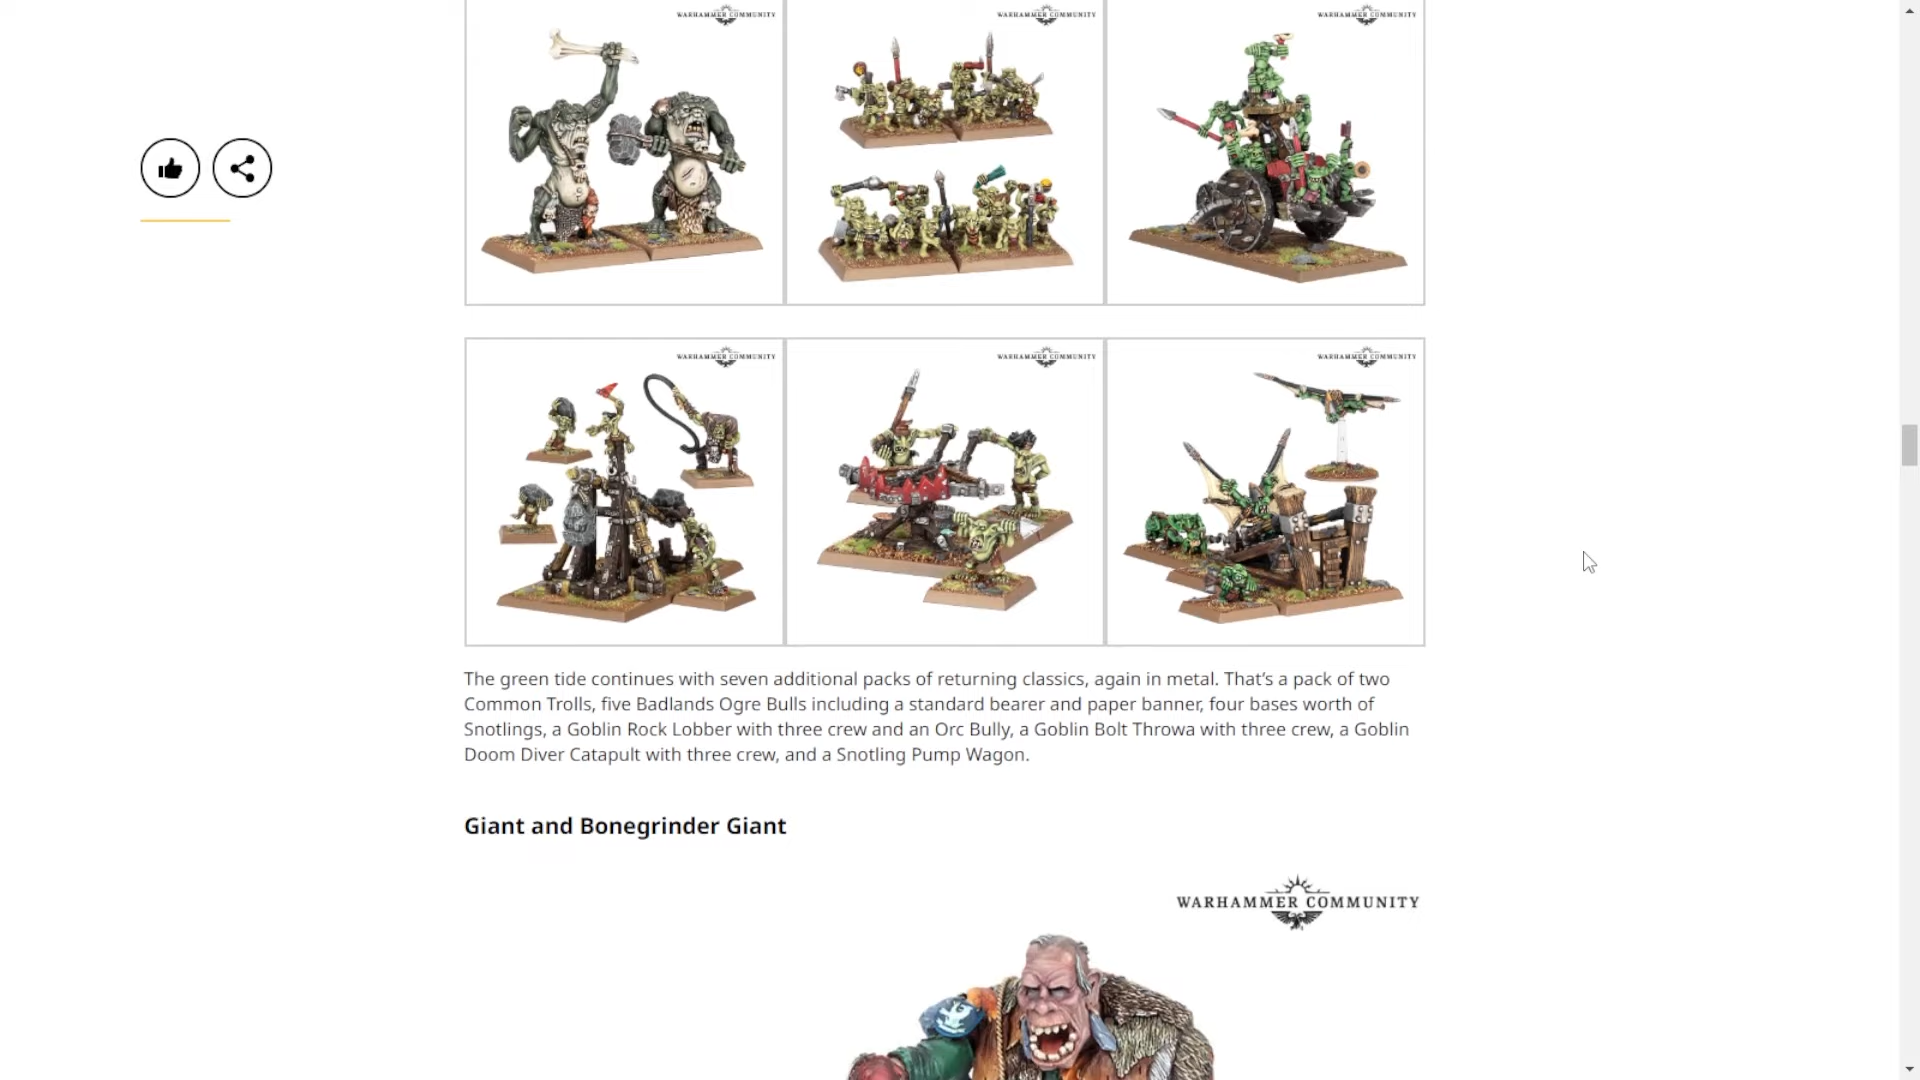 WARHAMMER COMMUNITY
WARHAMMER COMMUNITY
WARHAMMER COMMUNITY
WARHAMMER COMMUNITY
WARHAMMER COMMUNITY
WARHAMMER COMMUNITY
The green tide continues with seven additional packs of returning classics, again in metal. That’s a pack of two
Common Trolls, five Badlands Ogre Bulls including a standard bearer and paper banner, four bases worth of
Snotlings, a Goblin Rock Lobber with three crew and an Orc Bully, a Goblin Bolt Throwa with three crew, a Goblin
Doom Diver Catapult with three crew, and a Snotling Pump Wagon.
Giant and Bonegrinder Giant
WARHAMMER COMMUNITY